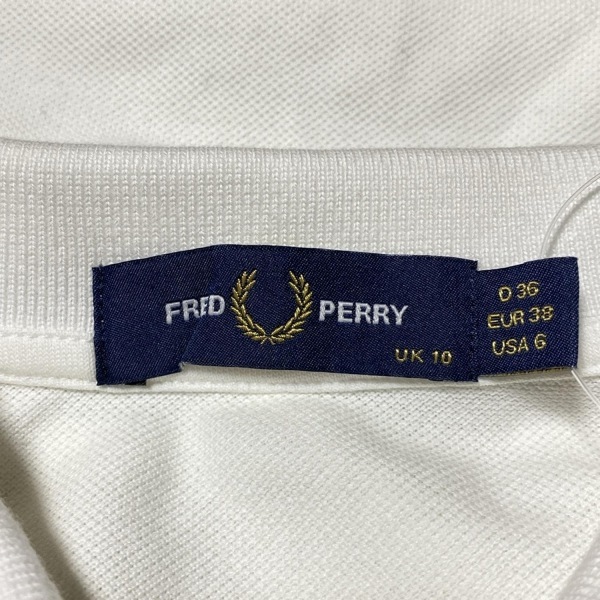 FRED PERRY
UK 10
D 36
EUR 38
USA 6